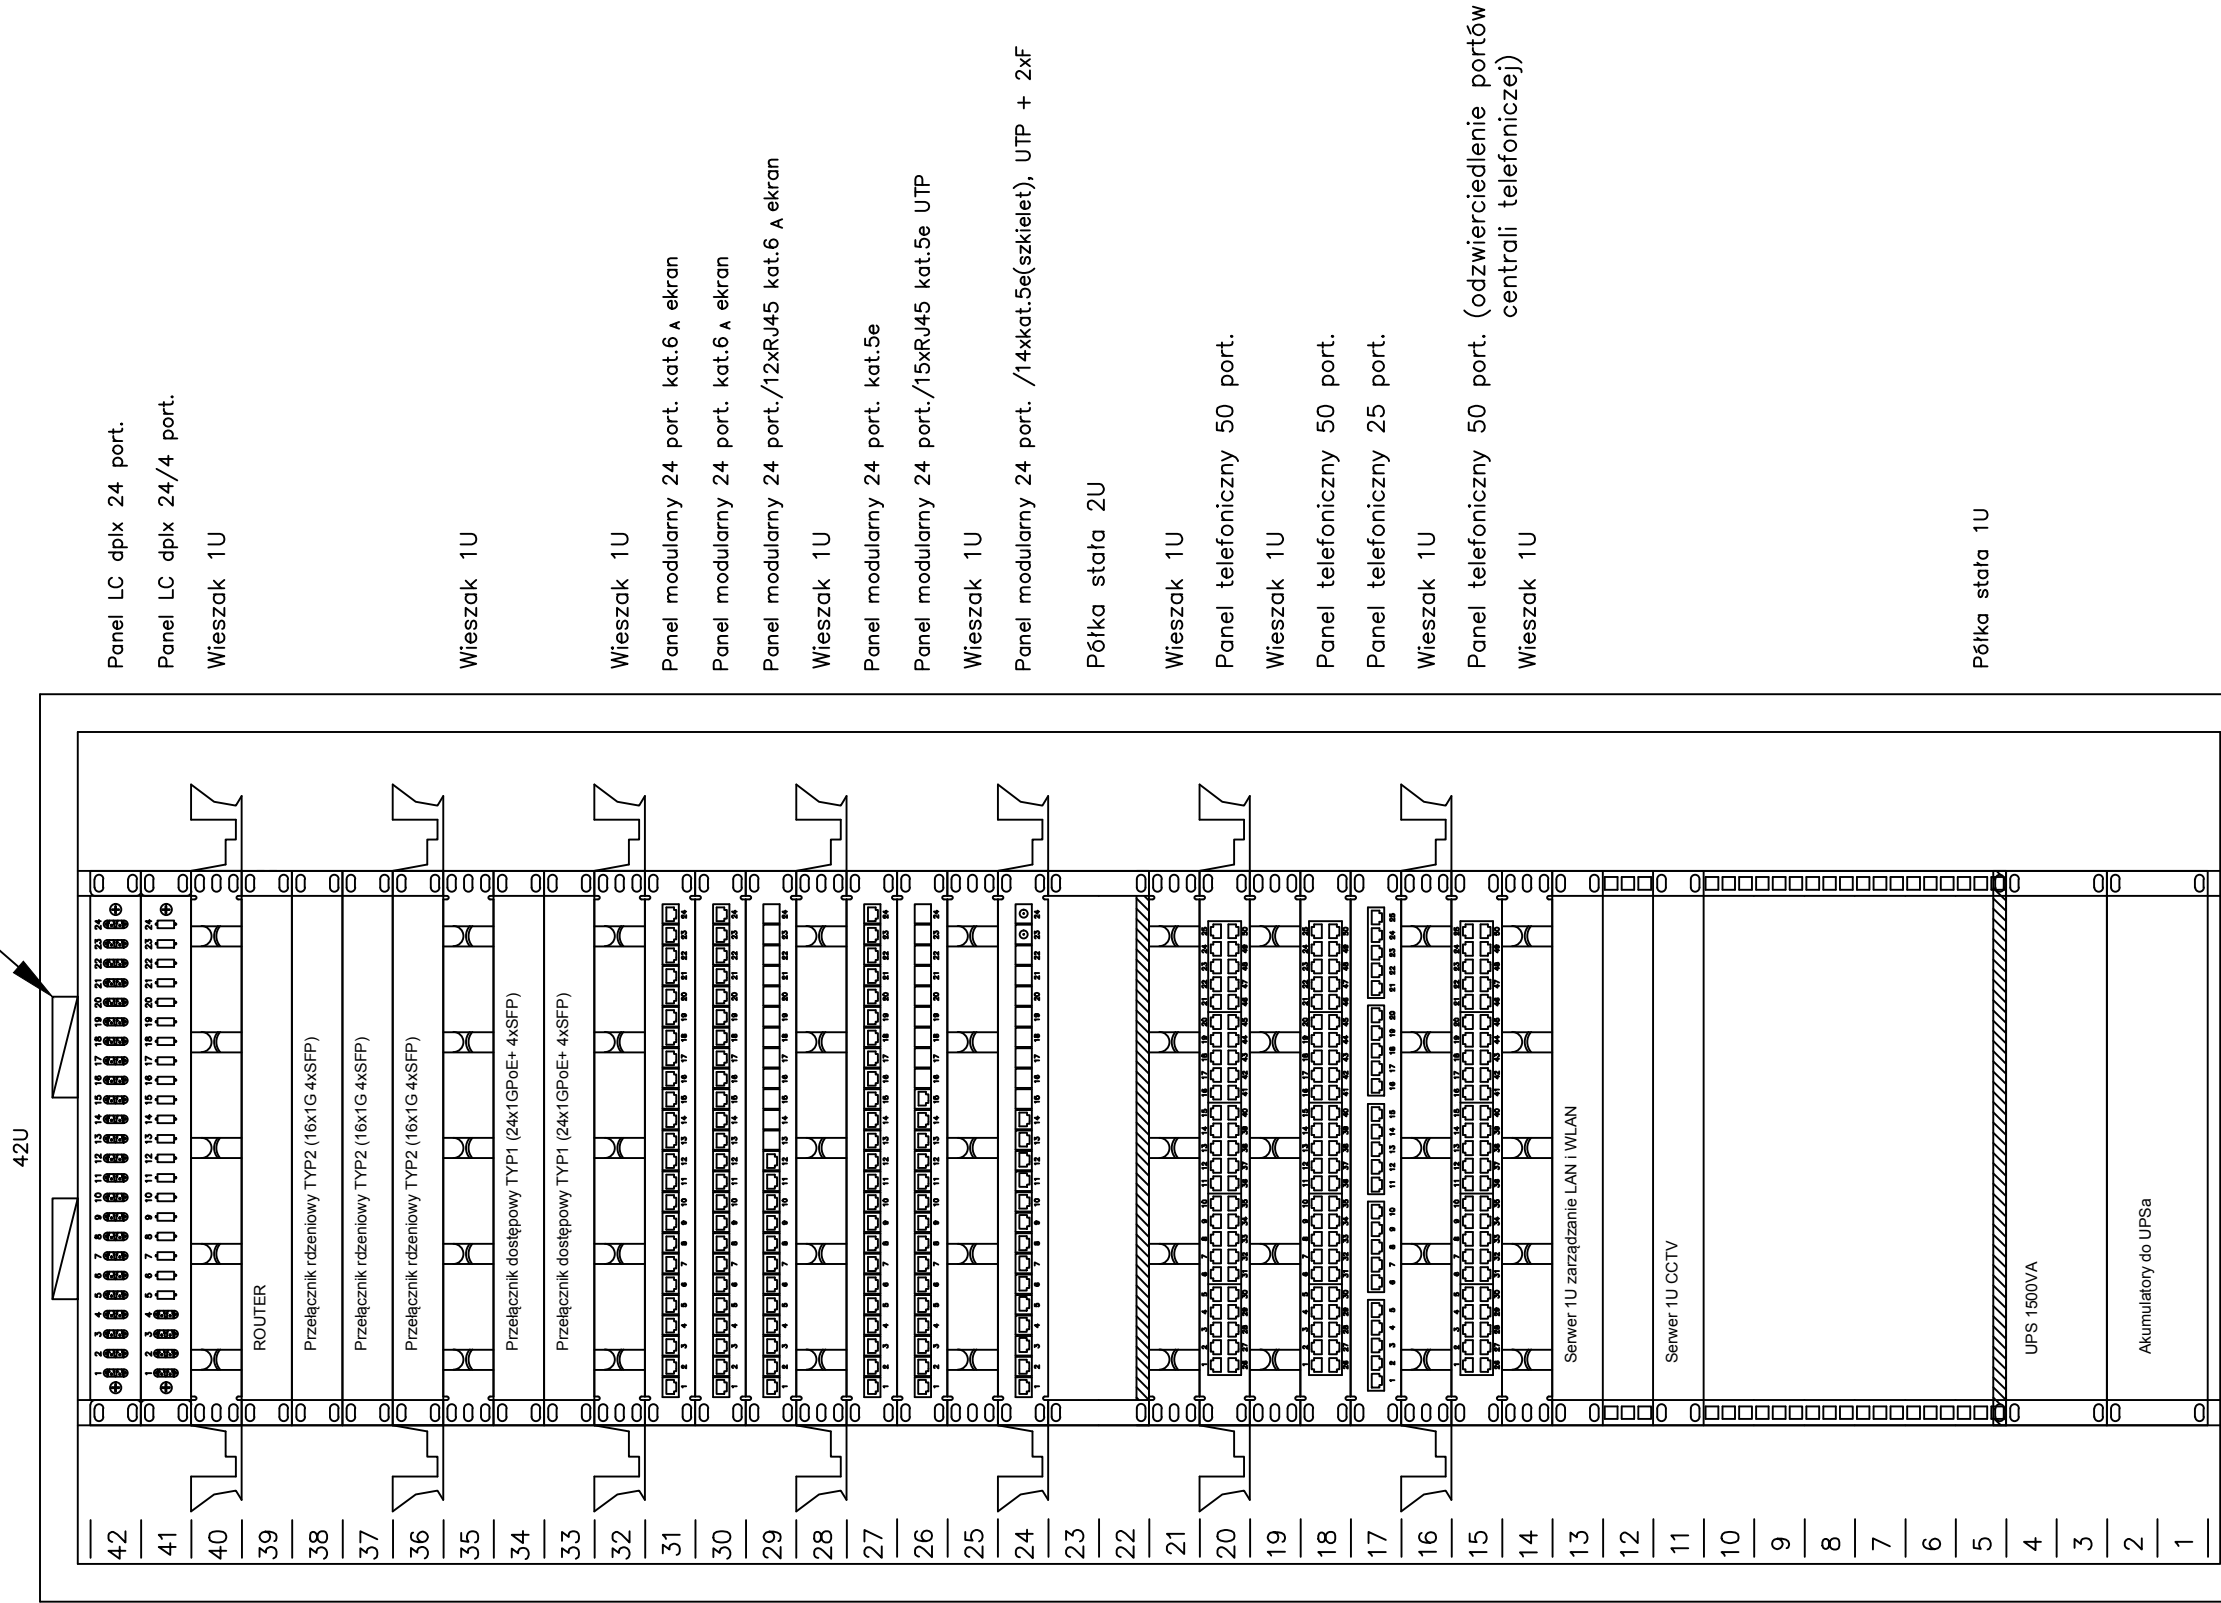 42U
Panel LC dplx 24 port.
Panel LC dplx 24/4 port.
Wieszak 1U
Wieszak 1U
Wieszak 1U
Panel modularny 24 port. kat.6 A ekran
Panel modularny 24 port. kat.6 A ekran
Panel modularny 24 port./12xRJ45 kat.6 A ekran
Wieszak 1U
Panel modularny 24 port. kat.5e
Panel modularny 24 port./15xRJ45 kat.5e UTP
Wieszak 1U
Panel modularny 24 port. /14xkat.5e(szkielet), UTP + 2xF
Półka stała 2U
Wieszak 1U
Panel telefoniczny 50 port.
Wieszak 1U
Panel telefoniczny 50 port.
Panel telefoniczny 25 port.
Wieszak 1U
Panel telefoniczny 50 port. (odzwierciedlenie portów
centrali telefoniczej)
Wieszak 1U
Półka stała 1U
ROUTER
Przełącznik rdzeniowy TYP2 (16x1G 4xSFP)
Przełącznik rdzeniowy TYP2 (16x1G 4xSFP)
Przełącznik rdzeniowy TYP2 (16x1G 4xSFP)
Przełącznik dostępowy TYP1 (24x1GPoE+ 4xSFP)
Przełącznik dostępowy TYP1 (24x1GPoE+ 4xSFP)
Serwer 1U zarządzanie LAN i WLAN
Serwer 1U CCTV
UPS 1500VA
Akumulatory do UPSa
42
41
40
39
38
37
36
35
34
33
32
31
30
29
28
27
26
25
24
23
22
21
20
19
18
17
16
15
14
13
12
11
10
9
8
7
6
5
4
3
2
1